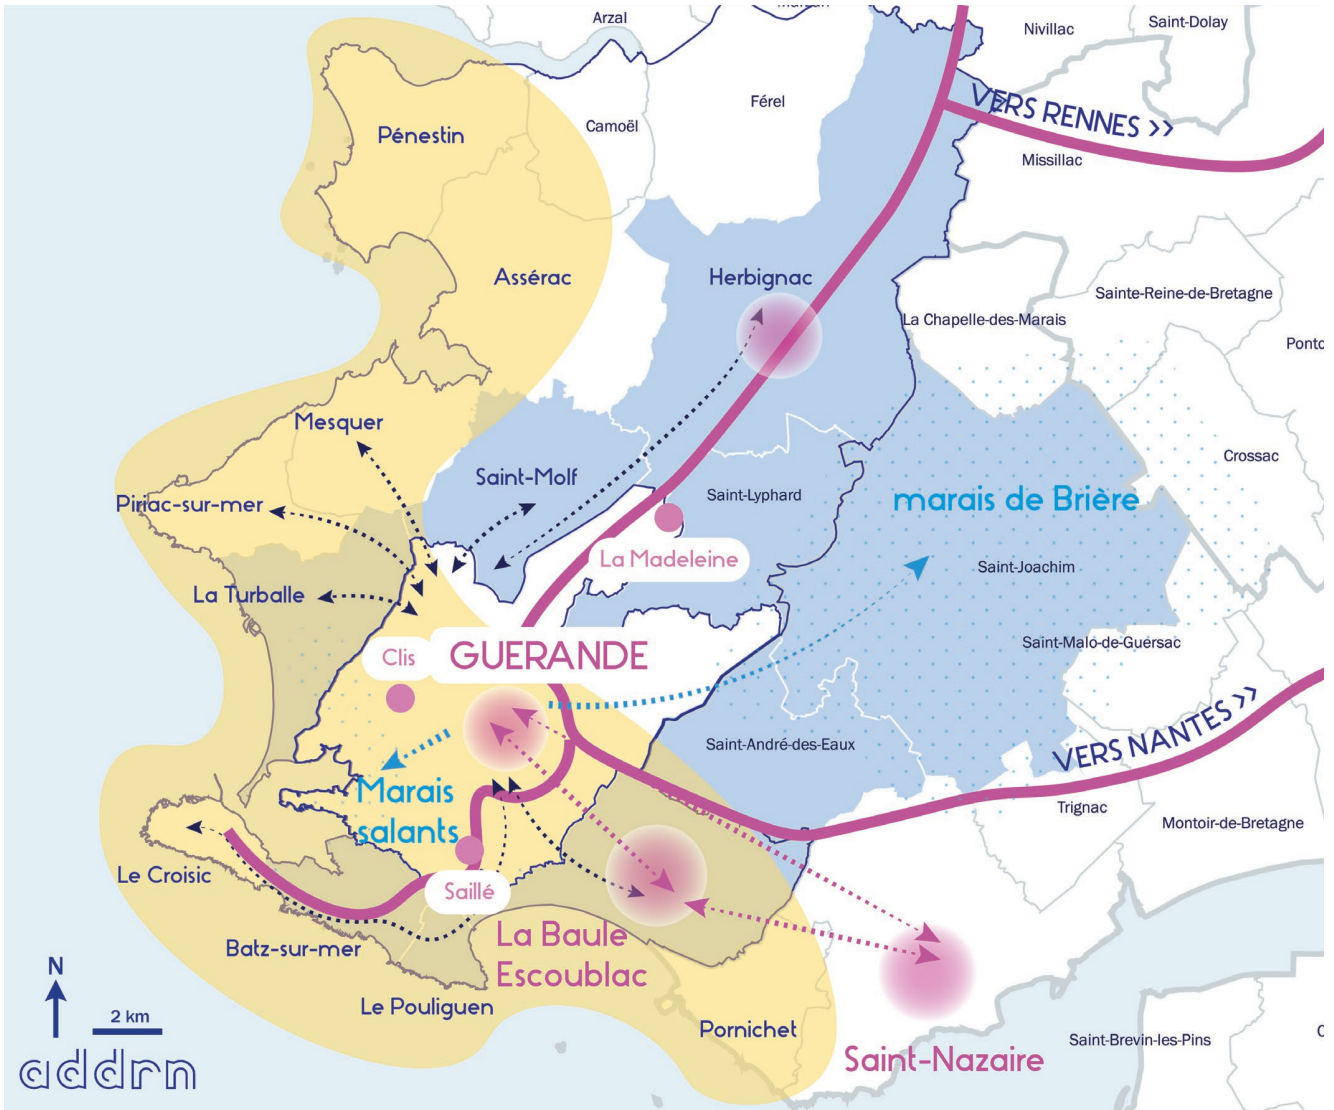 Arzal
Nivillac
Saint-Dolay
Férel
VERS RENNES >>
Camoël
Pénestin
Missillac
Assérac
Herbignac
Sainte-Reine-de-Bretagne
La Chapelle-des-Marais
Mesquer
Saint-Molf
Crossac
Piriac-sur-mer
Saint-Lyphard
marais de Brière
La Madeleine
Saint-Joachim
La Turballe
Clis
GUERANDE
Saint-Malo-de-Guersac
Saint-André-des-Eaux
VERS NANTES >>
Marais
salants
Trignac
Montoir-de-Bretagne
Le Croisic
Saillé
La Baule
Escoublac
Batz-sur-mer
Le Pouliguen
Pornichet
Saint-Nazaire
Saint-Brevin-les-Pins
N
2 km
addrn